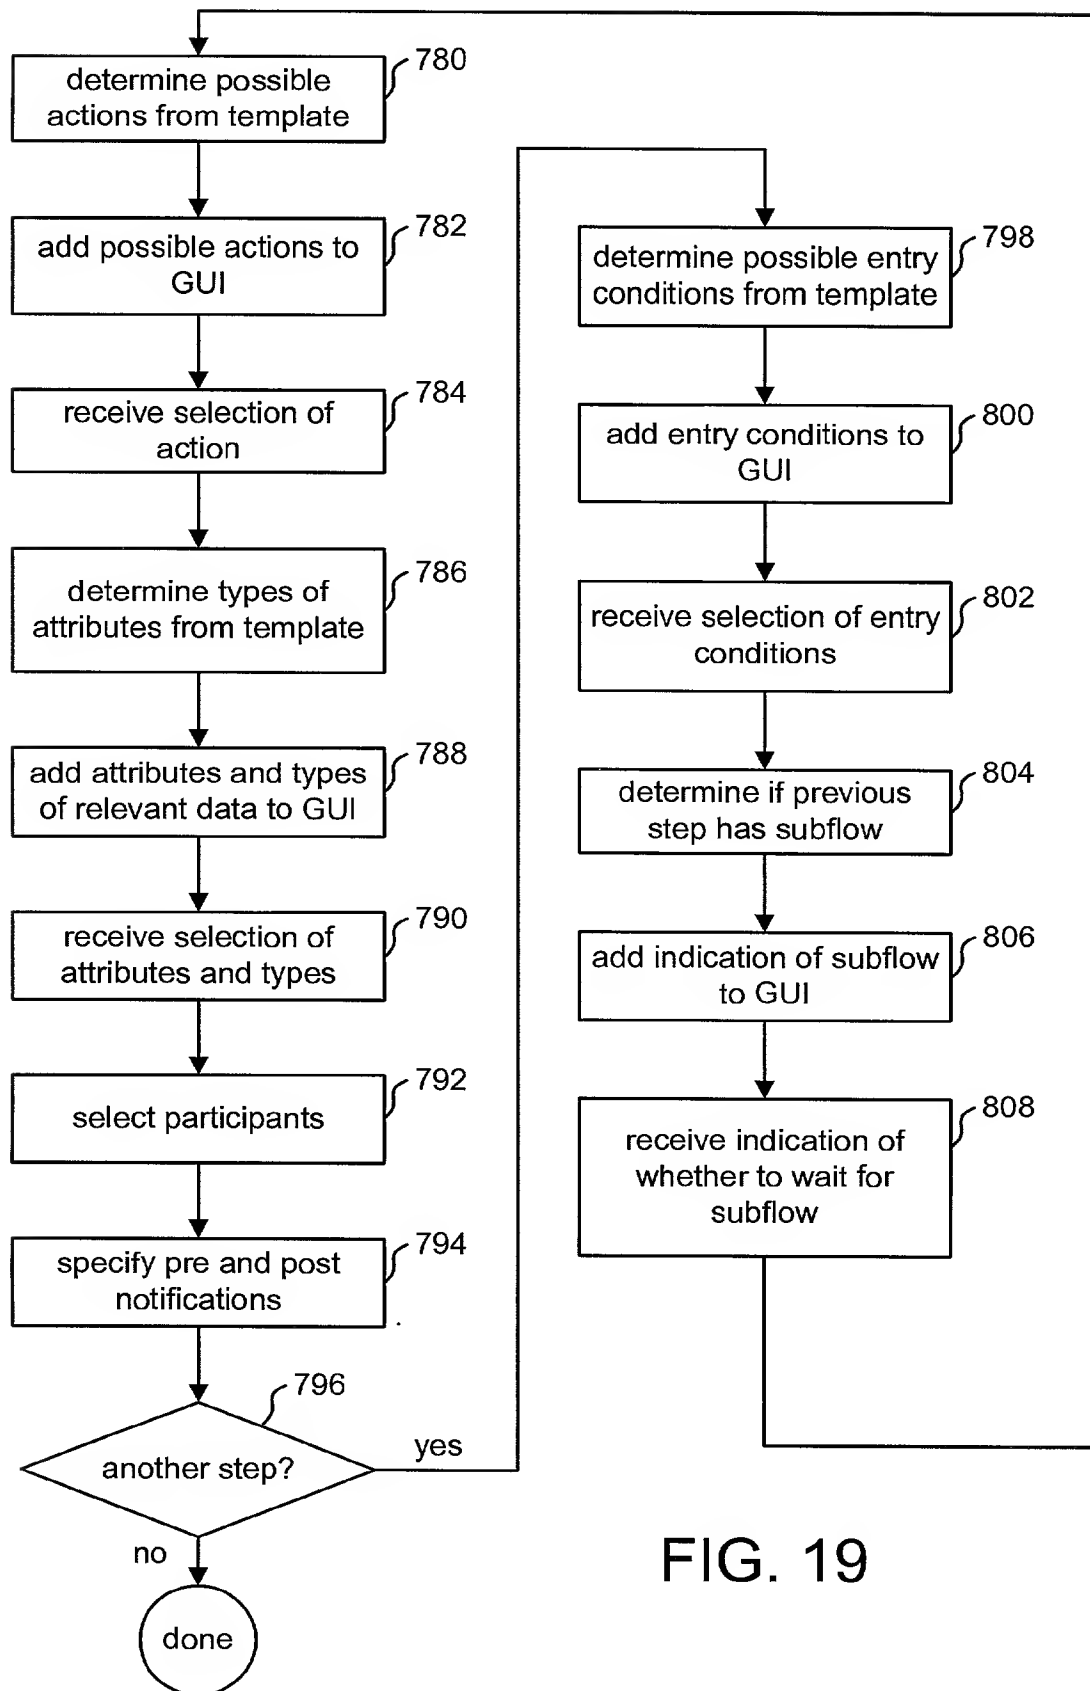 determine possible
actions from template
780
add possible actions to
GUI
782
receive selection of
action
784
determine types of
attributes from template
786
add attributes and types
of relevant data to GUI
788
receive selection of
attributes and types
790
select participants
792
specify pre and post
notifications
794
another step?
796
yes
no
done
determine possible entry
conditions from template
798
add entry conditions to
GUI
800
receive selection of entry
conditions
802
determine if previous
step has subflow
804
add indication of subflow
to GUI
806
receive indication of
whether to wait for
subflow
808
FIG. 19